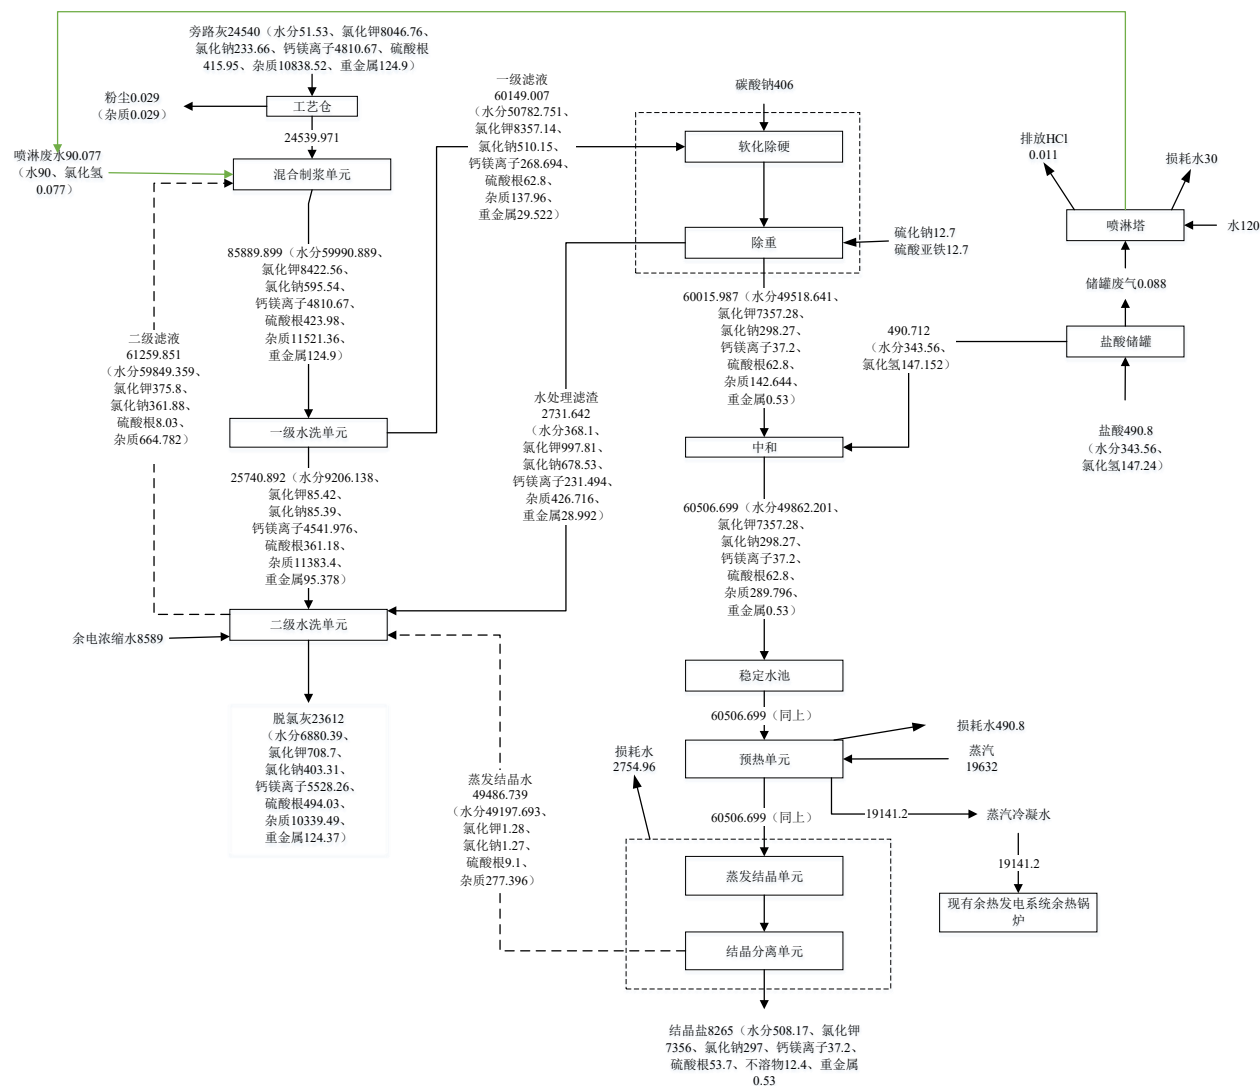 旁路灰24540（水分51.53、氯化钾8046.76、
氯化钠233.66、钙镁离子4810.67、硫酸根
415.95、杂质10838.52、重金属124.9）
粉尘0.029
（杂质0.029）
工艺仓
24539.971
喷淋废水90.077
（水90、氯化氢
0.077）
混合制浆单元
85889.899（水分59990.889、
氯化钾8422.56、
氯化钠595.54、
钙镁离子4810.67、
硫酸根423.98、
杂质11521.36、
重金属124.9）
二级滤液
61259.851
（水分59849.359、
氯化钾375.8、
氯化钠361.88、
硫酸根8.03、
杂质664.782）
一级水洗单元
25740.892（水分9206.138、
氯化钾85.42、
氯化钠85.39、
钙镁离子4541.976、
硫酸根361.18、
杂质11383.4、
重金属95.378）
二级水洗单元
余电浓缩水8589
脱氯灰23612
（水分6880.39、
氯化钾708.7、
氯化钠403.31、
钙镁离子5528.26、
硫酸根494.03、
杂质10339.49、
重金属124.37）
一级滤液
60149.007
（水分50782.751、
氯化钾8357.14、
氯化钠510.15、
钙镁离子268.694、
硫酸根62.8、
杂质137.96、
重金属29.522）
水处理滤渣
2731.642
（水分368.1、
氯化钾997.81、
氯化钠678.53、
钙镁离子231.494、
杂质426.716、
重金属28.992）
蒸发结晶水
49486.739
（水分49197.693、
氯化钾1.28、
氯化钠1.27、
硫酸根9.1、
杂质277.396）
碳酸钠406
软化除硬
除重
硫化钠12.7
硫酸亚铁12.7
60015.987（水分49518.641、
氯化钾7357.28、
氯化钠298.27、
钙镁离子37.2、
硫酸根62.8、
杂质142.644、
重金属0.53）
中和
60506.699（水分49862.201、
氯化钾7357.28、
氯化钠298.27、
钙镁离子37.2、
硫酸根62.8、
杂质289.796、
重金属0.53）
稳定水池
60506.699（同上）
预热单元
损耗水490.8
蒸汽
19632
19141.2
蒸汽冷凝水
19141.2
现有余热发电系统余热锅
炉
60506.699（同上）
损耗水
2754.96
蒸发结晶单元
结晶分离单元
结晶盐8265（水分508.17、氯化钾
7356、氯化钠297、钙镁离子37.2、
硫酸根53.7、不溶物12.4、重金属
0.53
排放HCl
0.011
损耗水30
喷淋塔
水120
储罐废气0.088
盐酸储罐
490.712
（水分343.56、
氯化氢147.152）
盐酸490.8
（水分343.56、
氯化氢147.24）